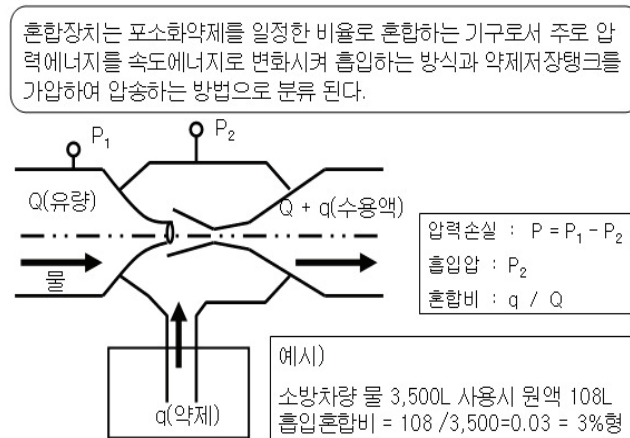 혼합장치는 포소화약제를 일정한 비율로 혼합하는 기구로서 주로 압
력에너지를 속도에너지로 변화시켜 흡입하는 방식과 약제저장탱크를
가압하여 압송하는 방법으로 분류 된다.
P₁
P₂
Q(유량)
Q + q(수용액)
물
q(약제)
압력손실 : P = P₁ - P₂
흡입압 : P₂
혼합비 : q / Q
예시)
소방차량 물 3,500L 사용시 원액 108L
흡입혼합비 = 108 /3,500=0.03 = 3%형